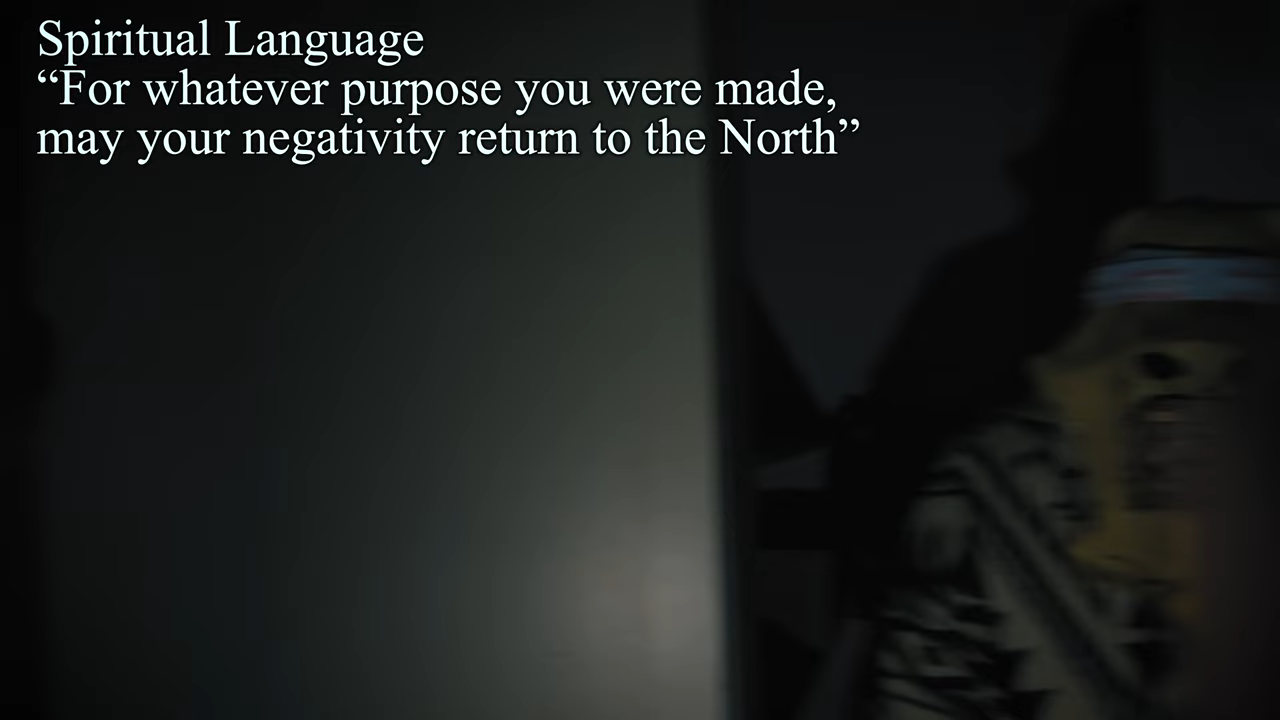 Spiritual Language
“For whatever purpose you were made,
may your negativity return to the North”